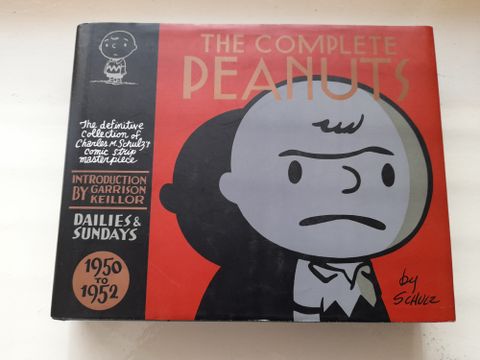 THE COMPLETE
PEANUTS
The definitive
collection of
Charles M. Schulz's
comic strip
masterpiece
INTRODUCTION
BY GARRISON
KEILLOR
DAILIES &
SUNDAYS
1950
TO
1952
by
SCHULZ